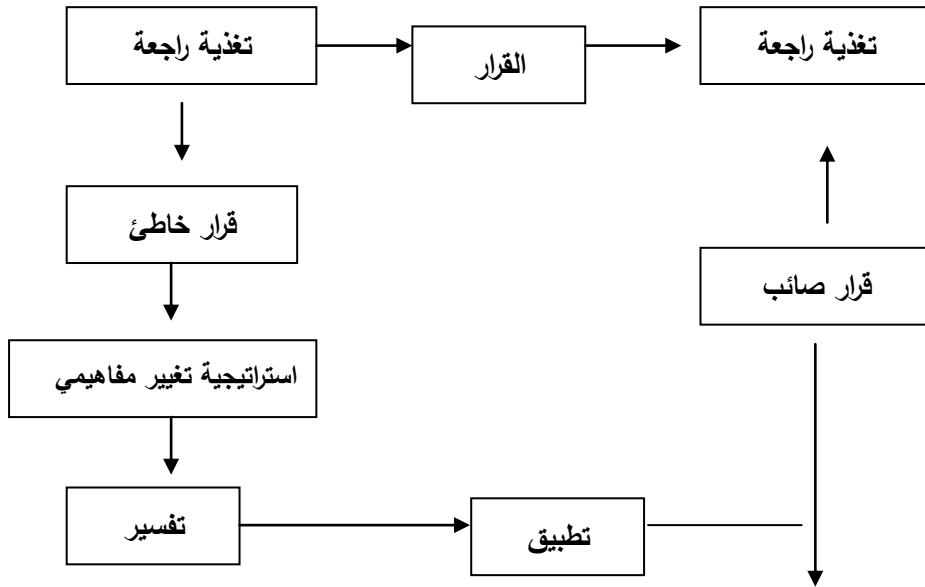 تغذية راجعة
القرار
تغذية راجعة
قرار خاطئ
قرار صائب
استراتيجية تغيير مفاهيمي
تفسير
تطبيق